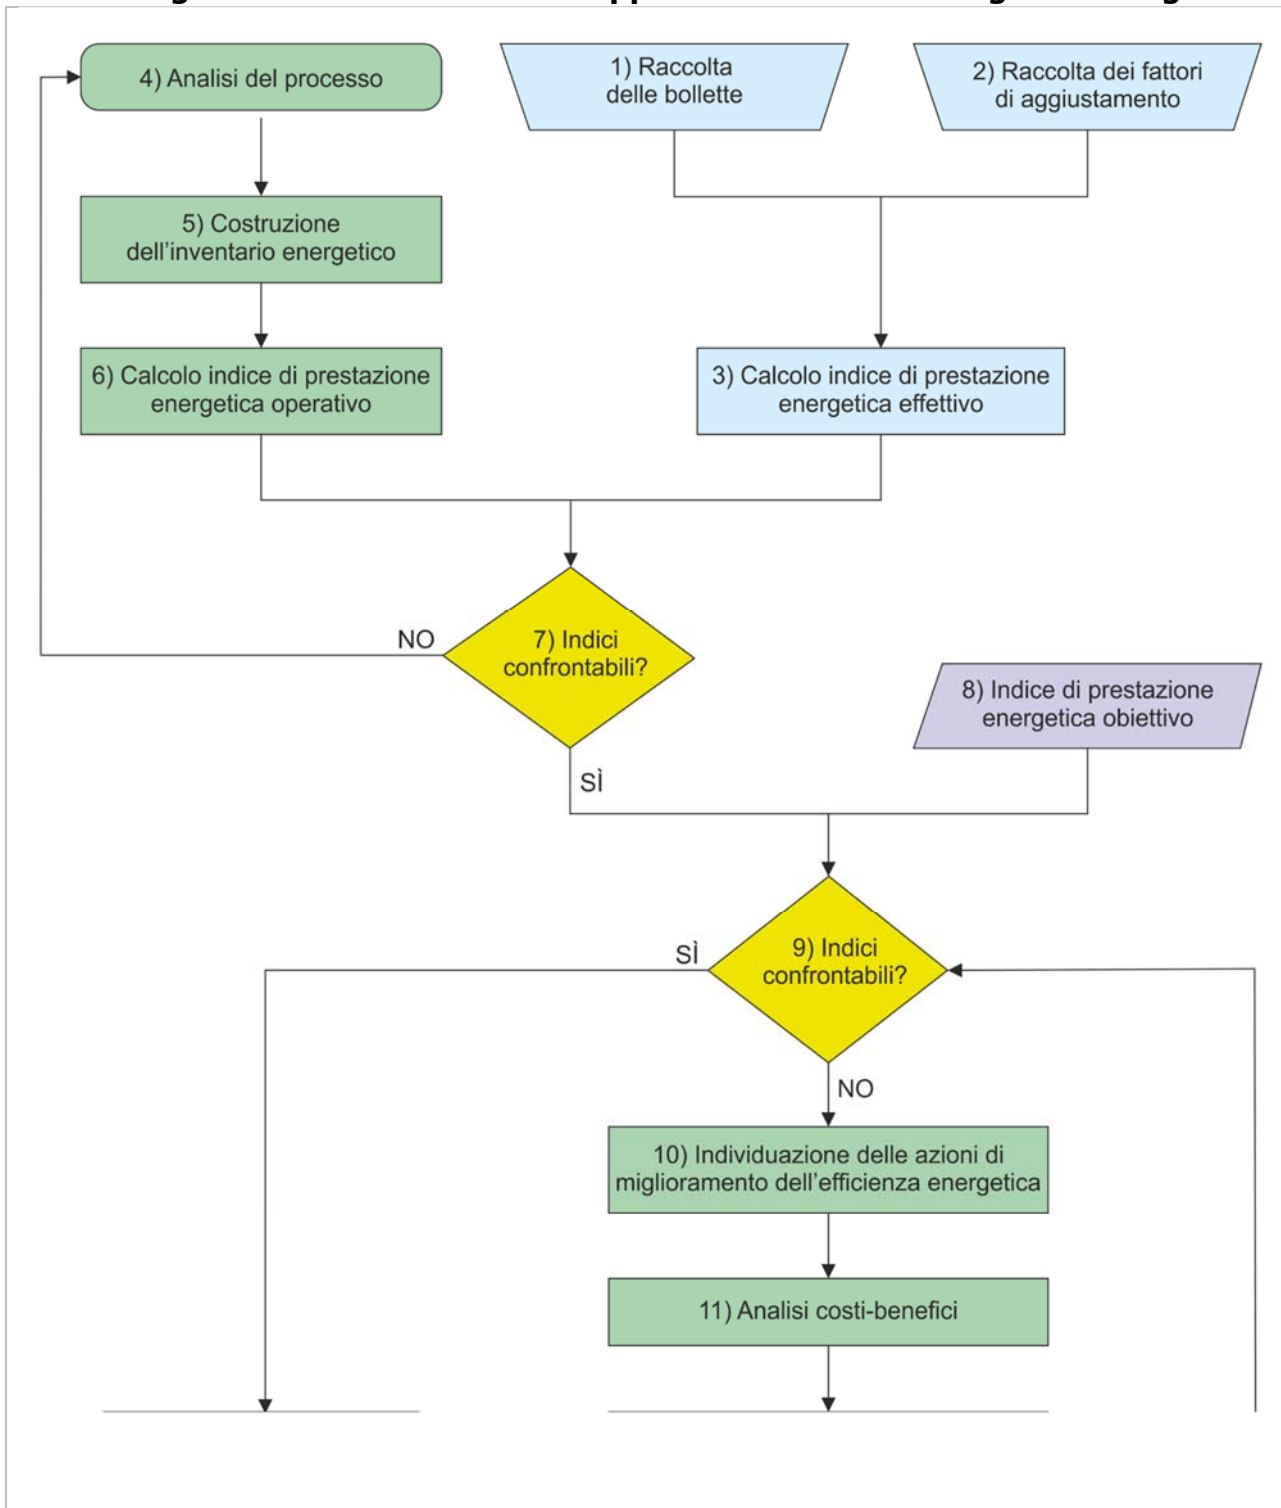 4) Analisi del processo
1) Raccolta
delle bollette
2) Raccolta dei fattori
di aggiustamento
5) Costruzione
dell’inventario energetico
6) Calcolo indice di prestazione
energetica operativo
3) Calcolo indice di prestazione
energetica effettivo
NO
7) Indici
confrontabili?
8) Indice di prestazione
energetica obiettivo
SÌ
SÌ
9) Indici
confrontabili?
NO
10) Individuazione delle azioni di
miglioramento dell’efficienza energetica
11) Analisi costi-benefici